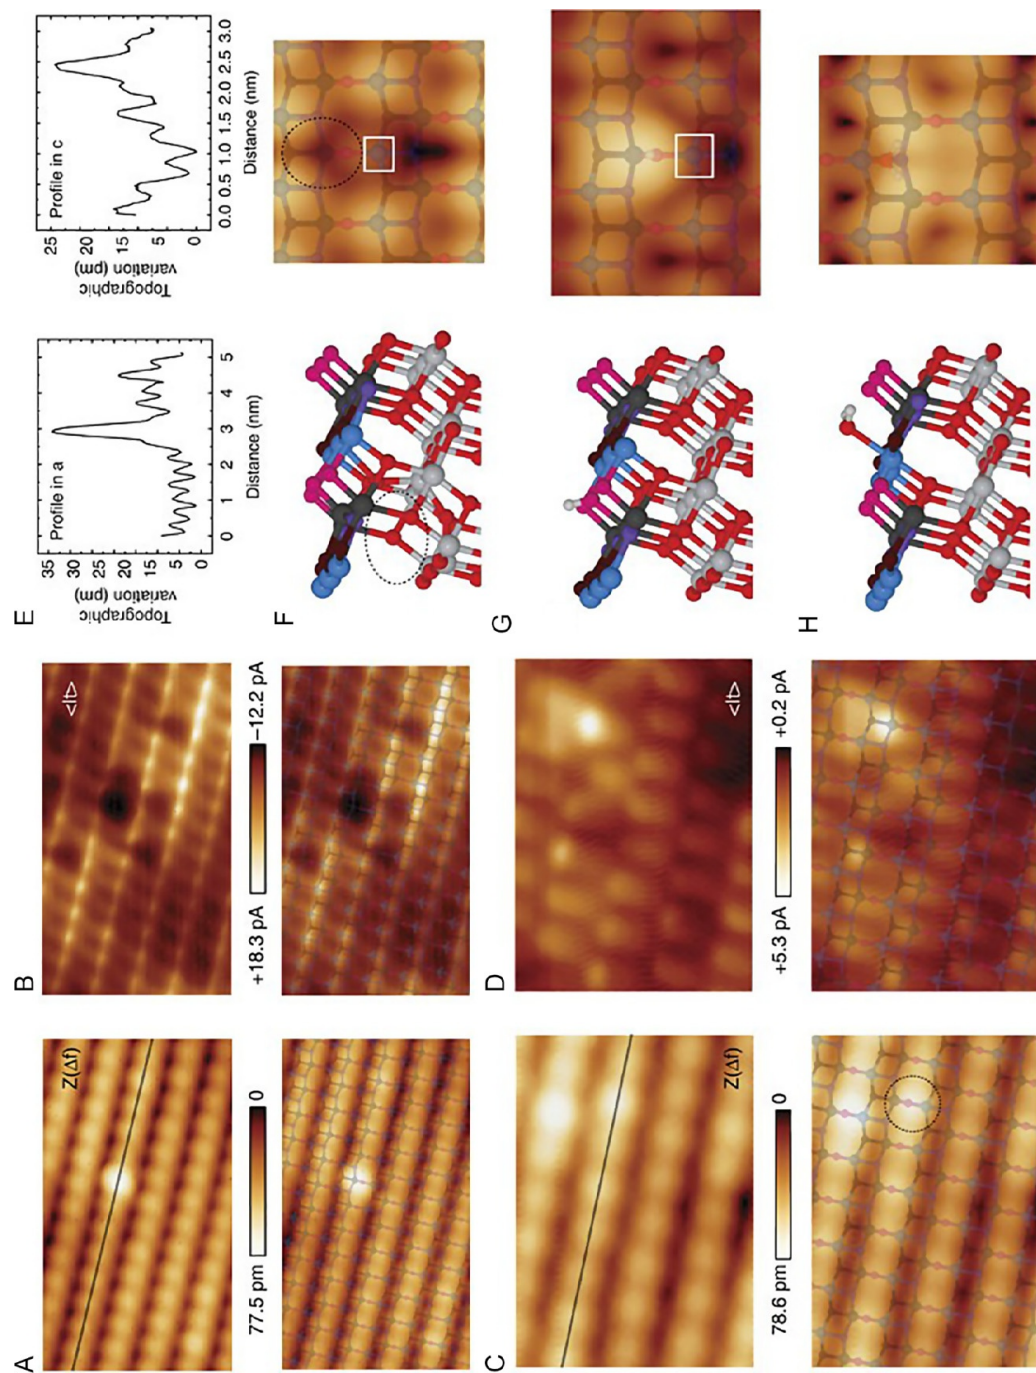 A
Z(Δf)
77.5 pm 0
B
<It>
+18.3 pm −12.2 pA
C
Z(Δf)
78.6 pm 0
D
<It>
+5.3 pA +0.2 pA
E
Profile in a
35
30
25
20
15
10
5
0
Topographic
variation (pm)
0 1 2 3 4 5
Distance (nm)
Profile in c
25
20
15
10
5
0
Topographic
variation (pm)
0.0 0.5 1.0 1.5 2.0 2.5 3.0
Distance (nm)
F
G
H